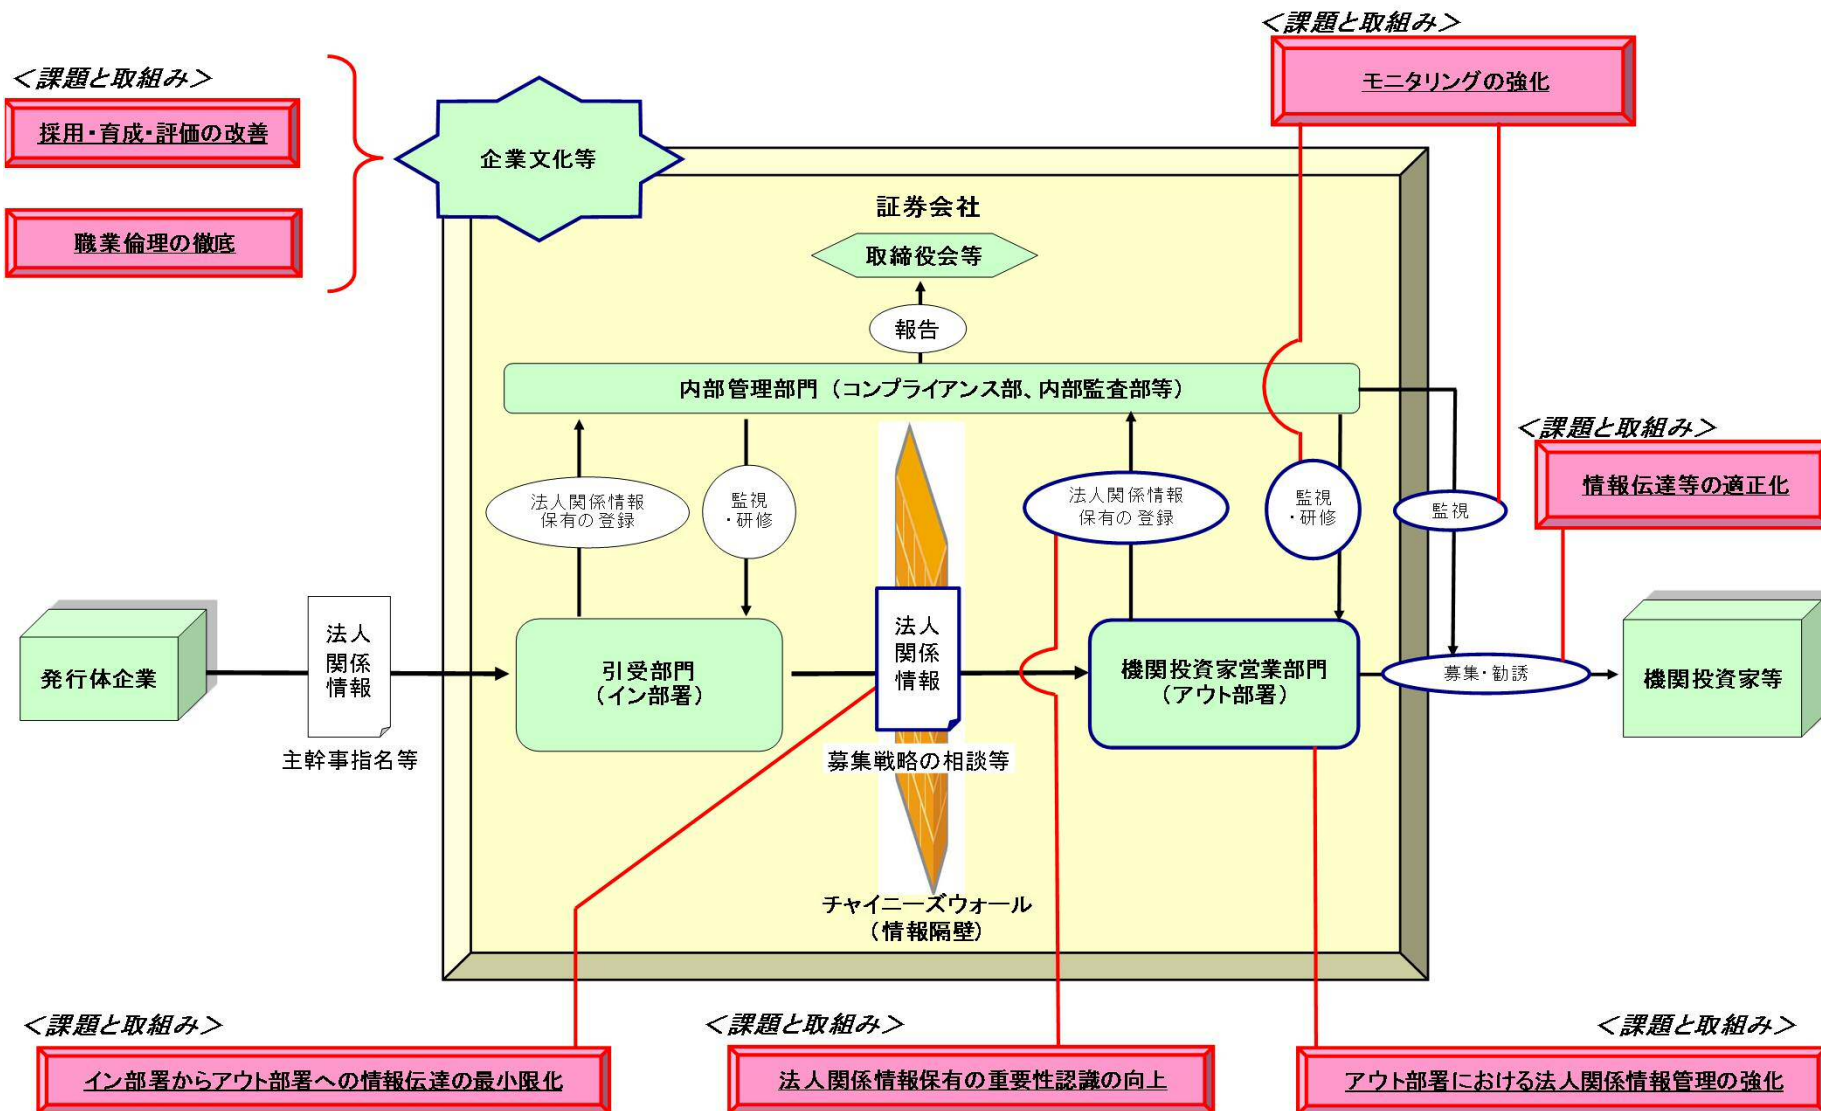 ＜課題と取組み＞
モニタリングの強化
＜課題と取組み＞
採用・育成・評価の改善
職業倫理の徹底
企業文化等
証券会社
取締役会等
報告
内部管理部門（コンプライアンス部、内部監査部等）
法人関係情報
保有の登録
監視
・研修
法人関係情報
保有の登録
監視
・研修
監視
＜課題と取組み＞
情報伝達等の適正化
発行体企業
法人
関係
情報
主幹事指名等
引受部門
（イン部署）
法人
関係
情報
募集戦略の相談等
機関投資家営業部門
（アウト部署）
募集・勧誘
機関投資家等
チャイニーズウォール
（情報隔壁）
＜課題と取組み＞
イン部署からアウト部署への情報伝達の最小限化
＜課題と取組み＞
法人関係情報保有の重要性認識の向上
＜課題と取組み＞
アウト部署における法人関係情報管理の強化